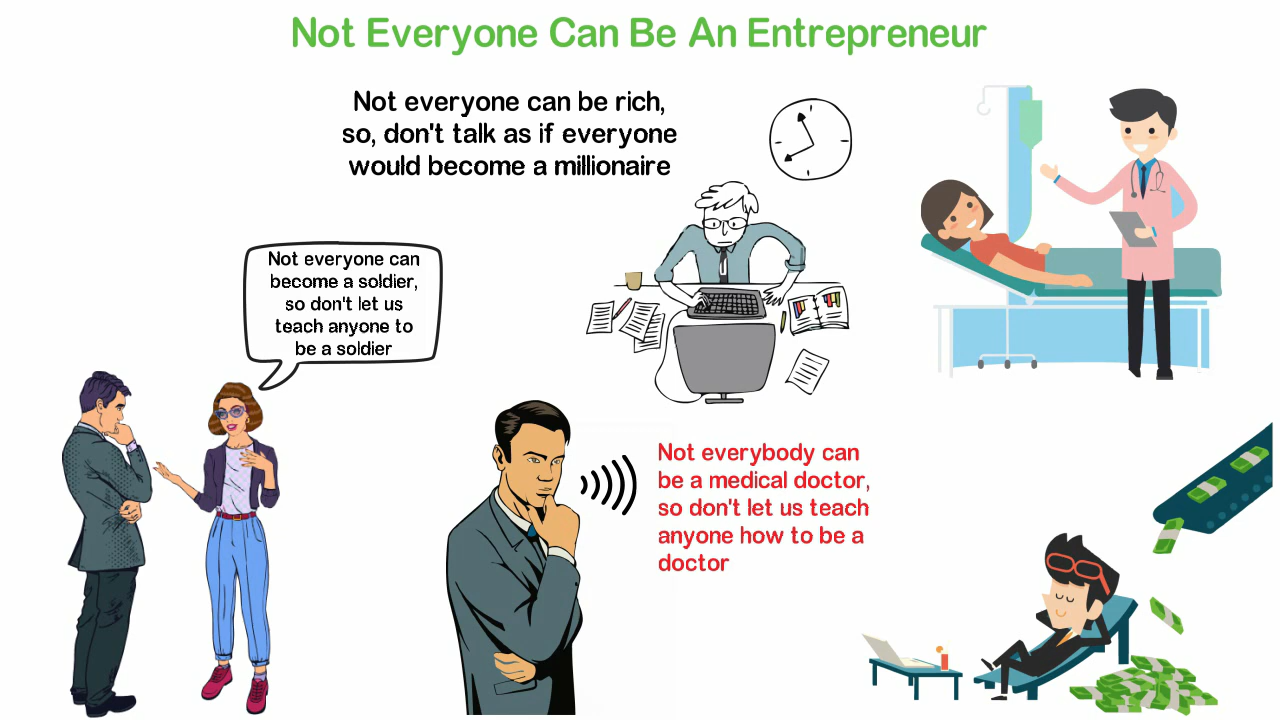 Not Everyone Can Be An Entrepreneur
Not everyone can be rich,
so, don't talk as if everyone
would become a millionaire
Not everyone can
become a soldier,
so don't let us
teach anyone to
be a soldier
Not everybody can
be a medical doctor,
so don't let us teach
anyone how to be a
doctor